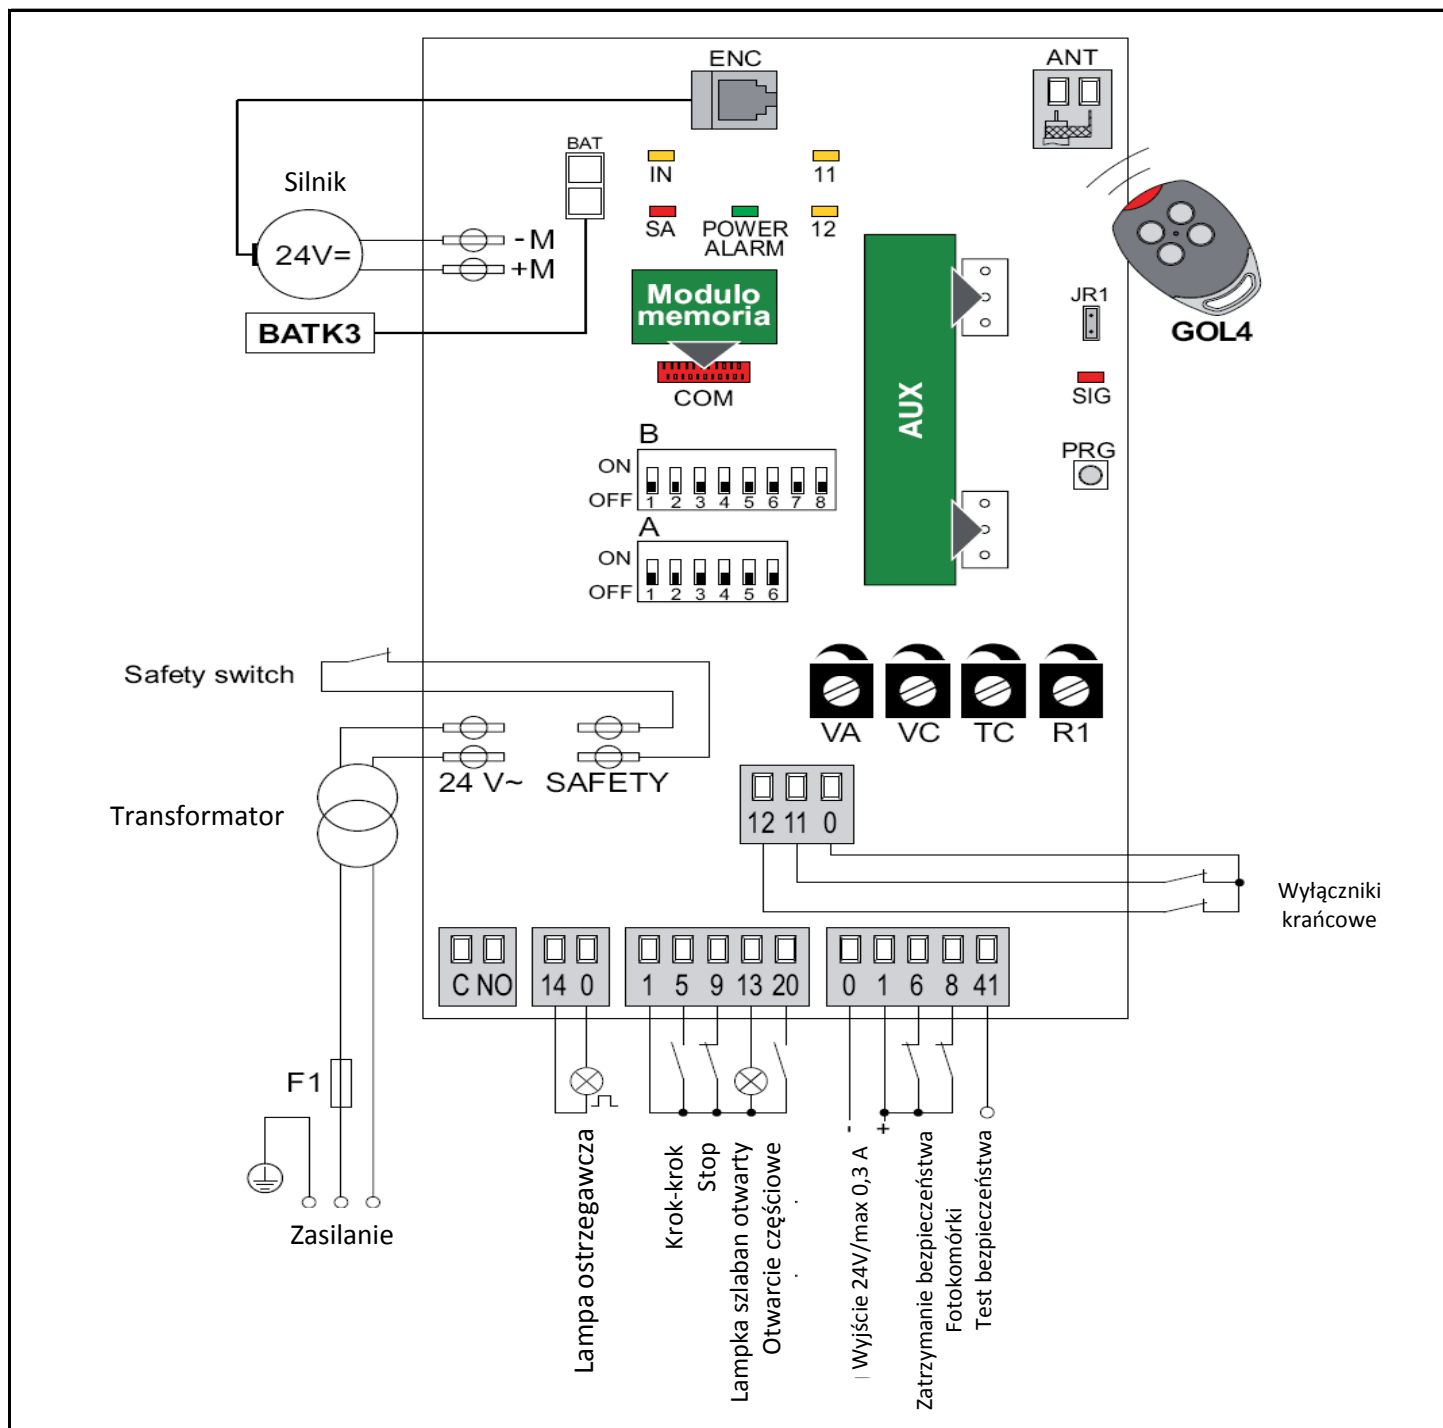 ENC
ANT
BAT
IN
11
Silnik
SA
POWER
ALARM
12
24V=
-M
+M
Modulo
memoria
JR1
BATK3
GOL4
COM
SIG
AUX
B
ON
OFF
1 2 3 4 5 6 7 8
PRG
A
ON
OFF
1 2 3 4 5 6
Safety switch
VA VC TC R1
24 V~ SAFETY
Transformator
12 11 0
Wyłączniki
krańcowe
C NO
14 0
1 5 9 13 20
0 1 6 8 41
F1
- +
Zasilanie
Lampa ostrzegawcza
Krok-krok
Stop
Lampka szlaban otwarty
Otwarcie częściowe
Wyjście 24V/max 0,3 A
Zatrzymanie bezpieczeństwa
Fotokomórki
Test bezpieczeństwa